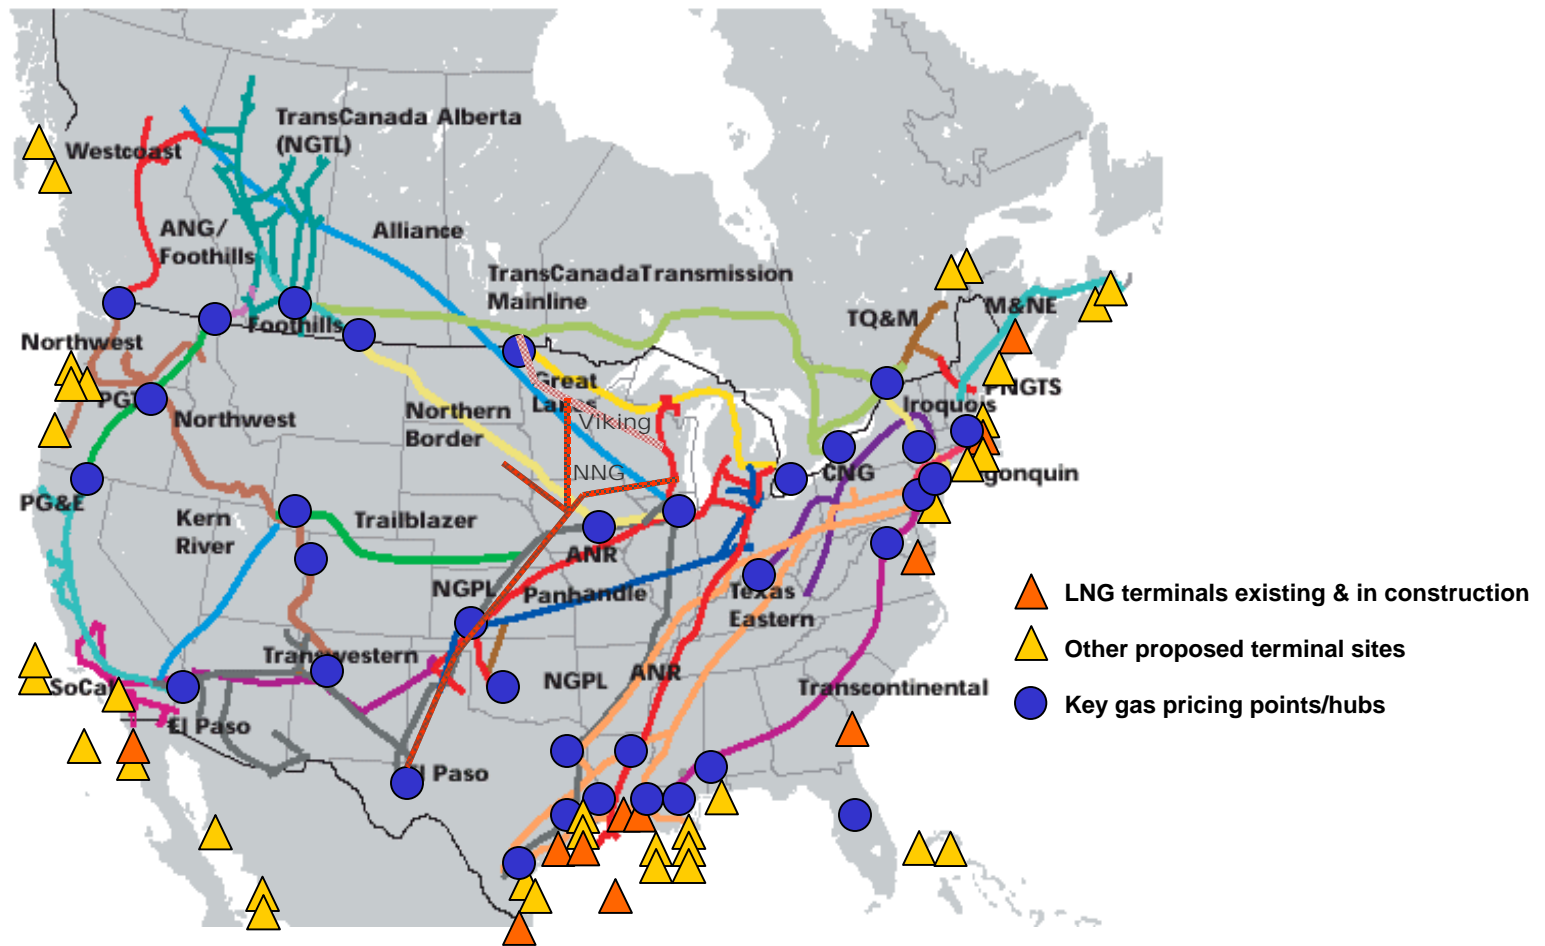 TransCanada Alberta
(NGTL)
Westcoast
ANG/
Foothills
Alliance
TransCanadaTransmission
Mainline
TQ&M
M&NE
Foothills
Northwest
Great
Lakes
PNGTS
Northwest
Northern
Border
Viking
Iroquois
NNG
CNG
PG&E
Kern
River
Trailblazer
ANR
NGPL
Panhandle
Texas
Eastern
Transwestern
NGPL
ANR
SoCal
Transcontinental
El Paso
El Paso
LNG terminals existing & in construction
Other proposed terminal sites
Key gas pricing points/hubs